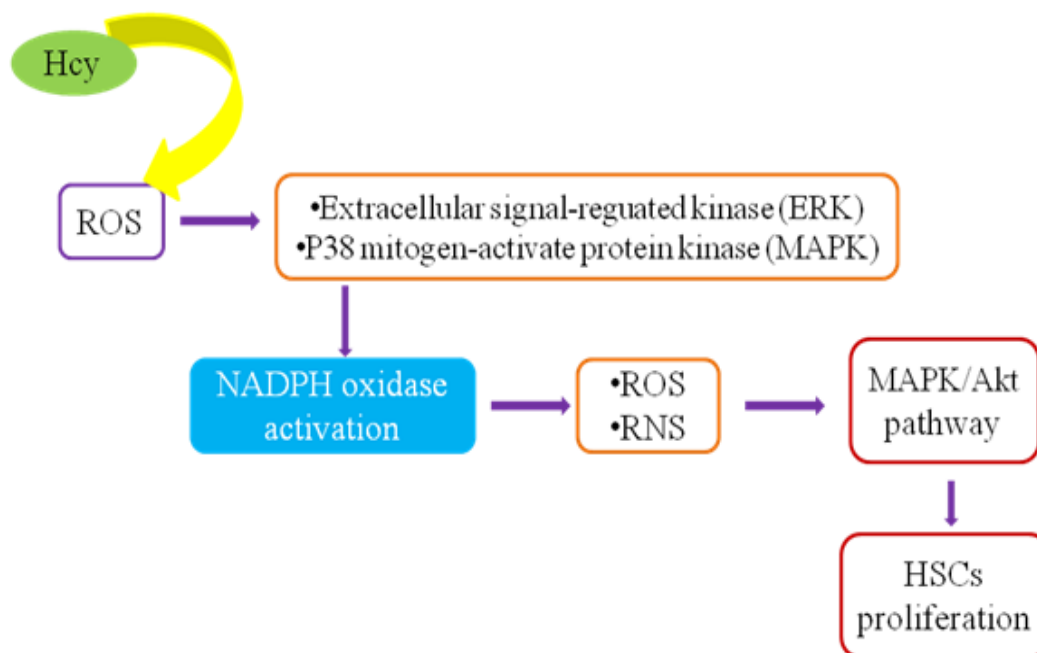 Hcy
ROS
•Extracellular signal-reguated kinase (ERK)
•P38 mitogen-activate protein kinase (MAPK)
NADPH oxidase
activation
•ROS
•RNS
MAPK/Akt
pathway
HSCs
proliferation